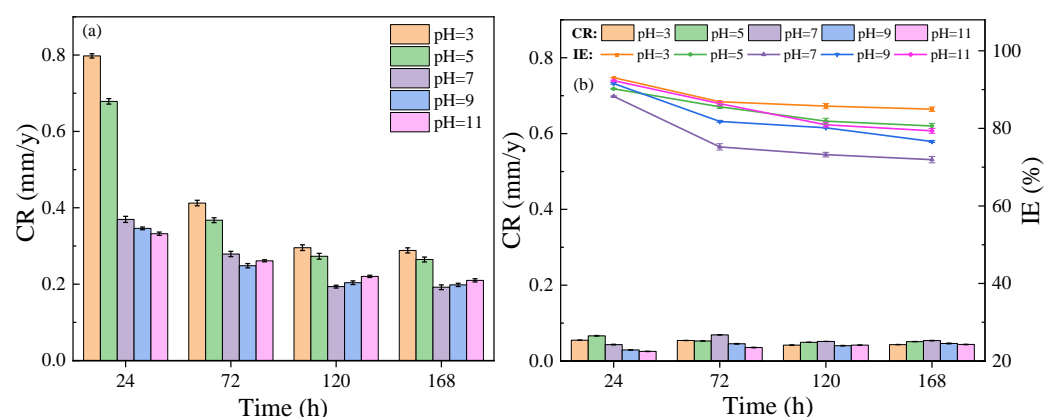 (a)
pH=3
pH=5
pH=7
pH=9
pH=11
CR (mm/y)
0.8
0.6
0.4
0.2
0.0
24 72 120 168
Time (h)
CR: pH=3 pH=5 pH=7 pH=9 pH=11
IE: pH=3 pH=5 pH=7 pH=9 pH=11
(b)
CR (mm/y)
0.8
0.6
0.4
0.2
0.0
100
80
60
40
20
IE (%)
24 72 120 168
Time (h)